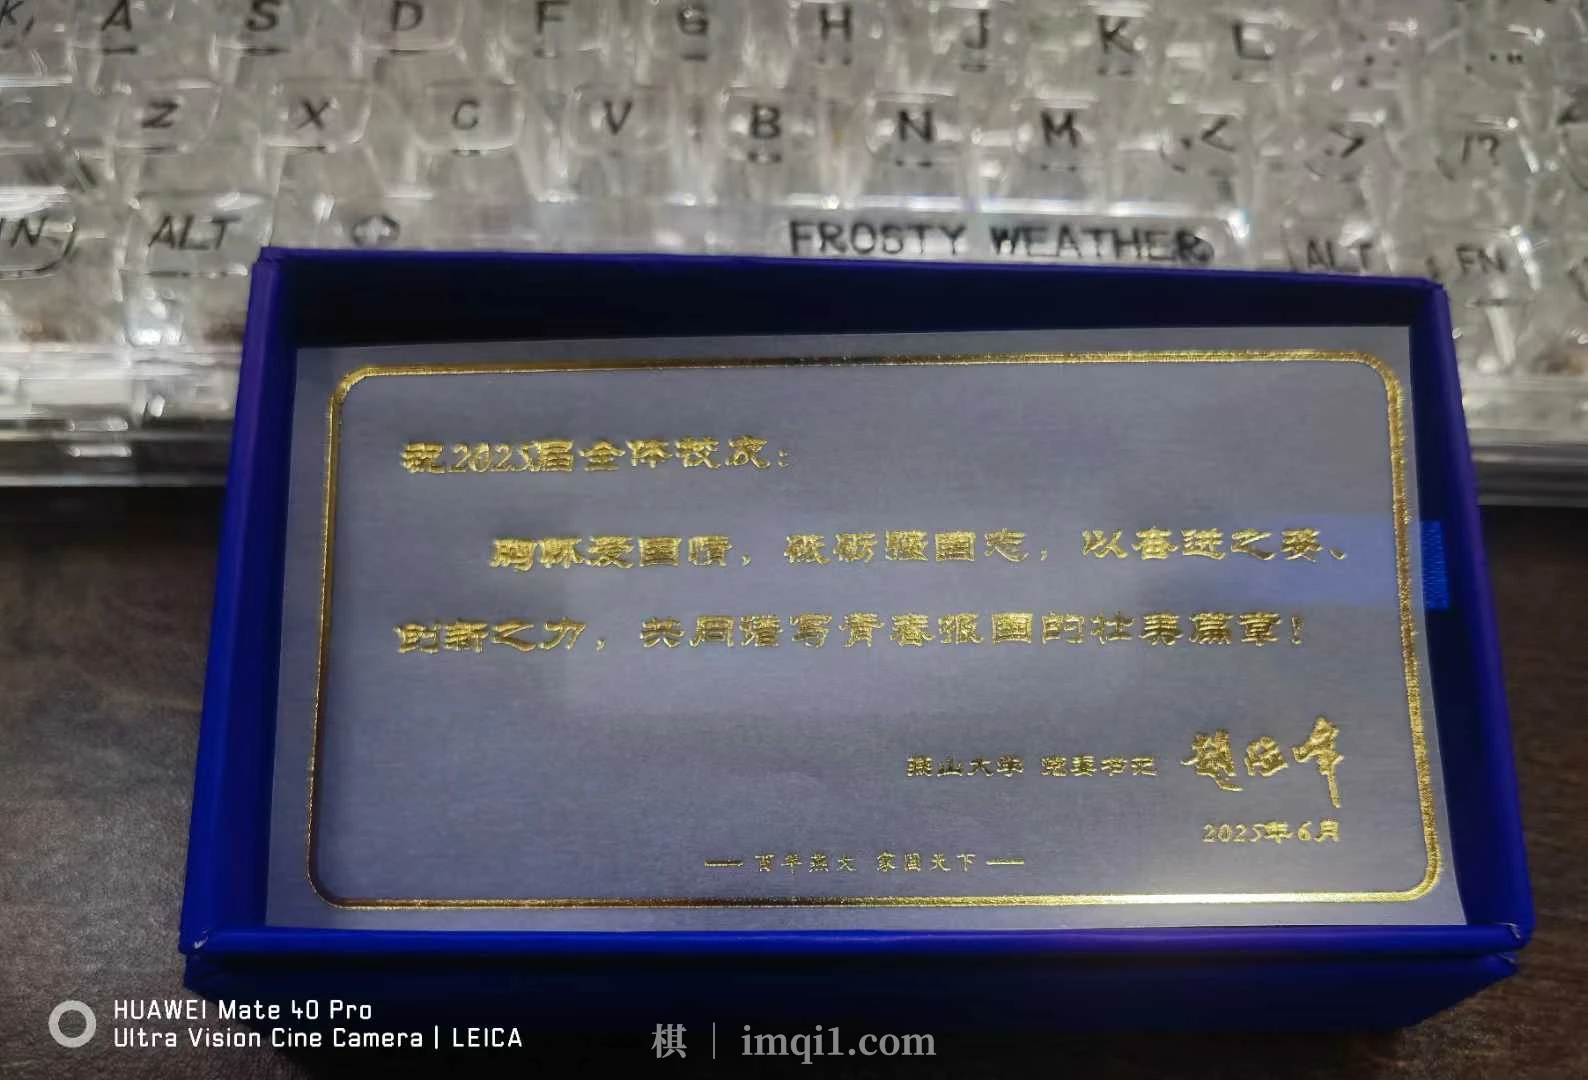 A S D F G H J K L
Z X C V B N M < > /?
ALT FROSTY WEATHER ALT FN
祝2025届全体校友：
胸怀爱国情，砥砺强国志，以奋进之姿、
创新之力，共同谱写青春报国的壮美篇章！
燕山大学 党委书记 赵险峰
2025年6月
百年燕大 家国天下
HUAWEI Mate 40 Pro
Ultra Vision Cine Camera | LEICA
棋 | imqi1.com